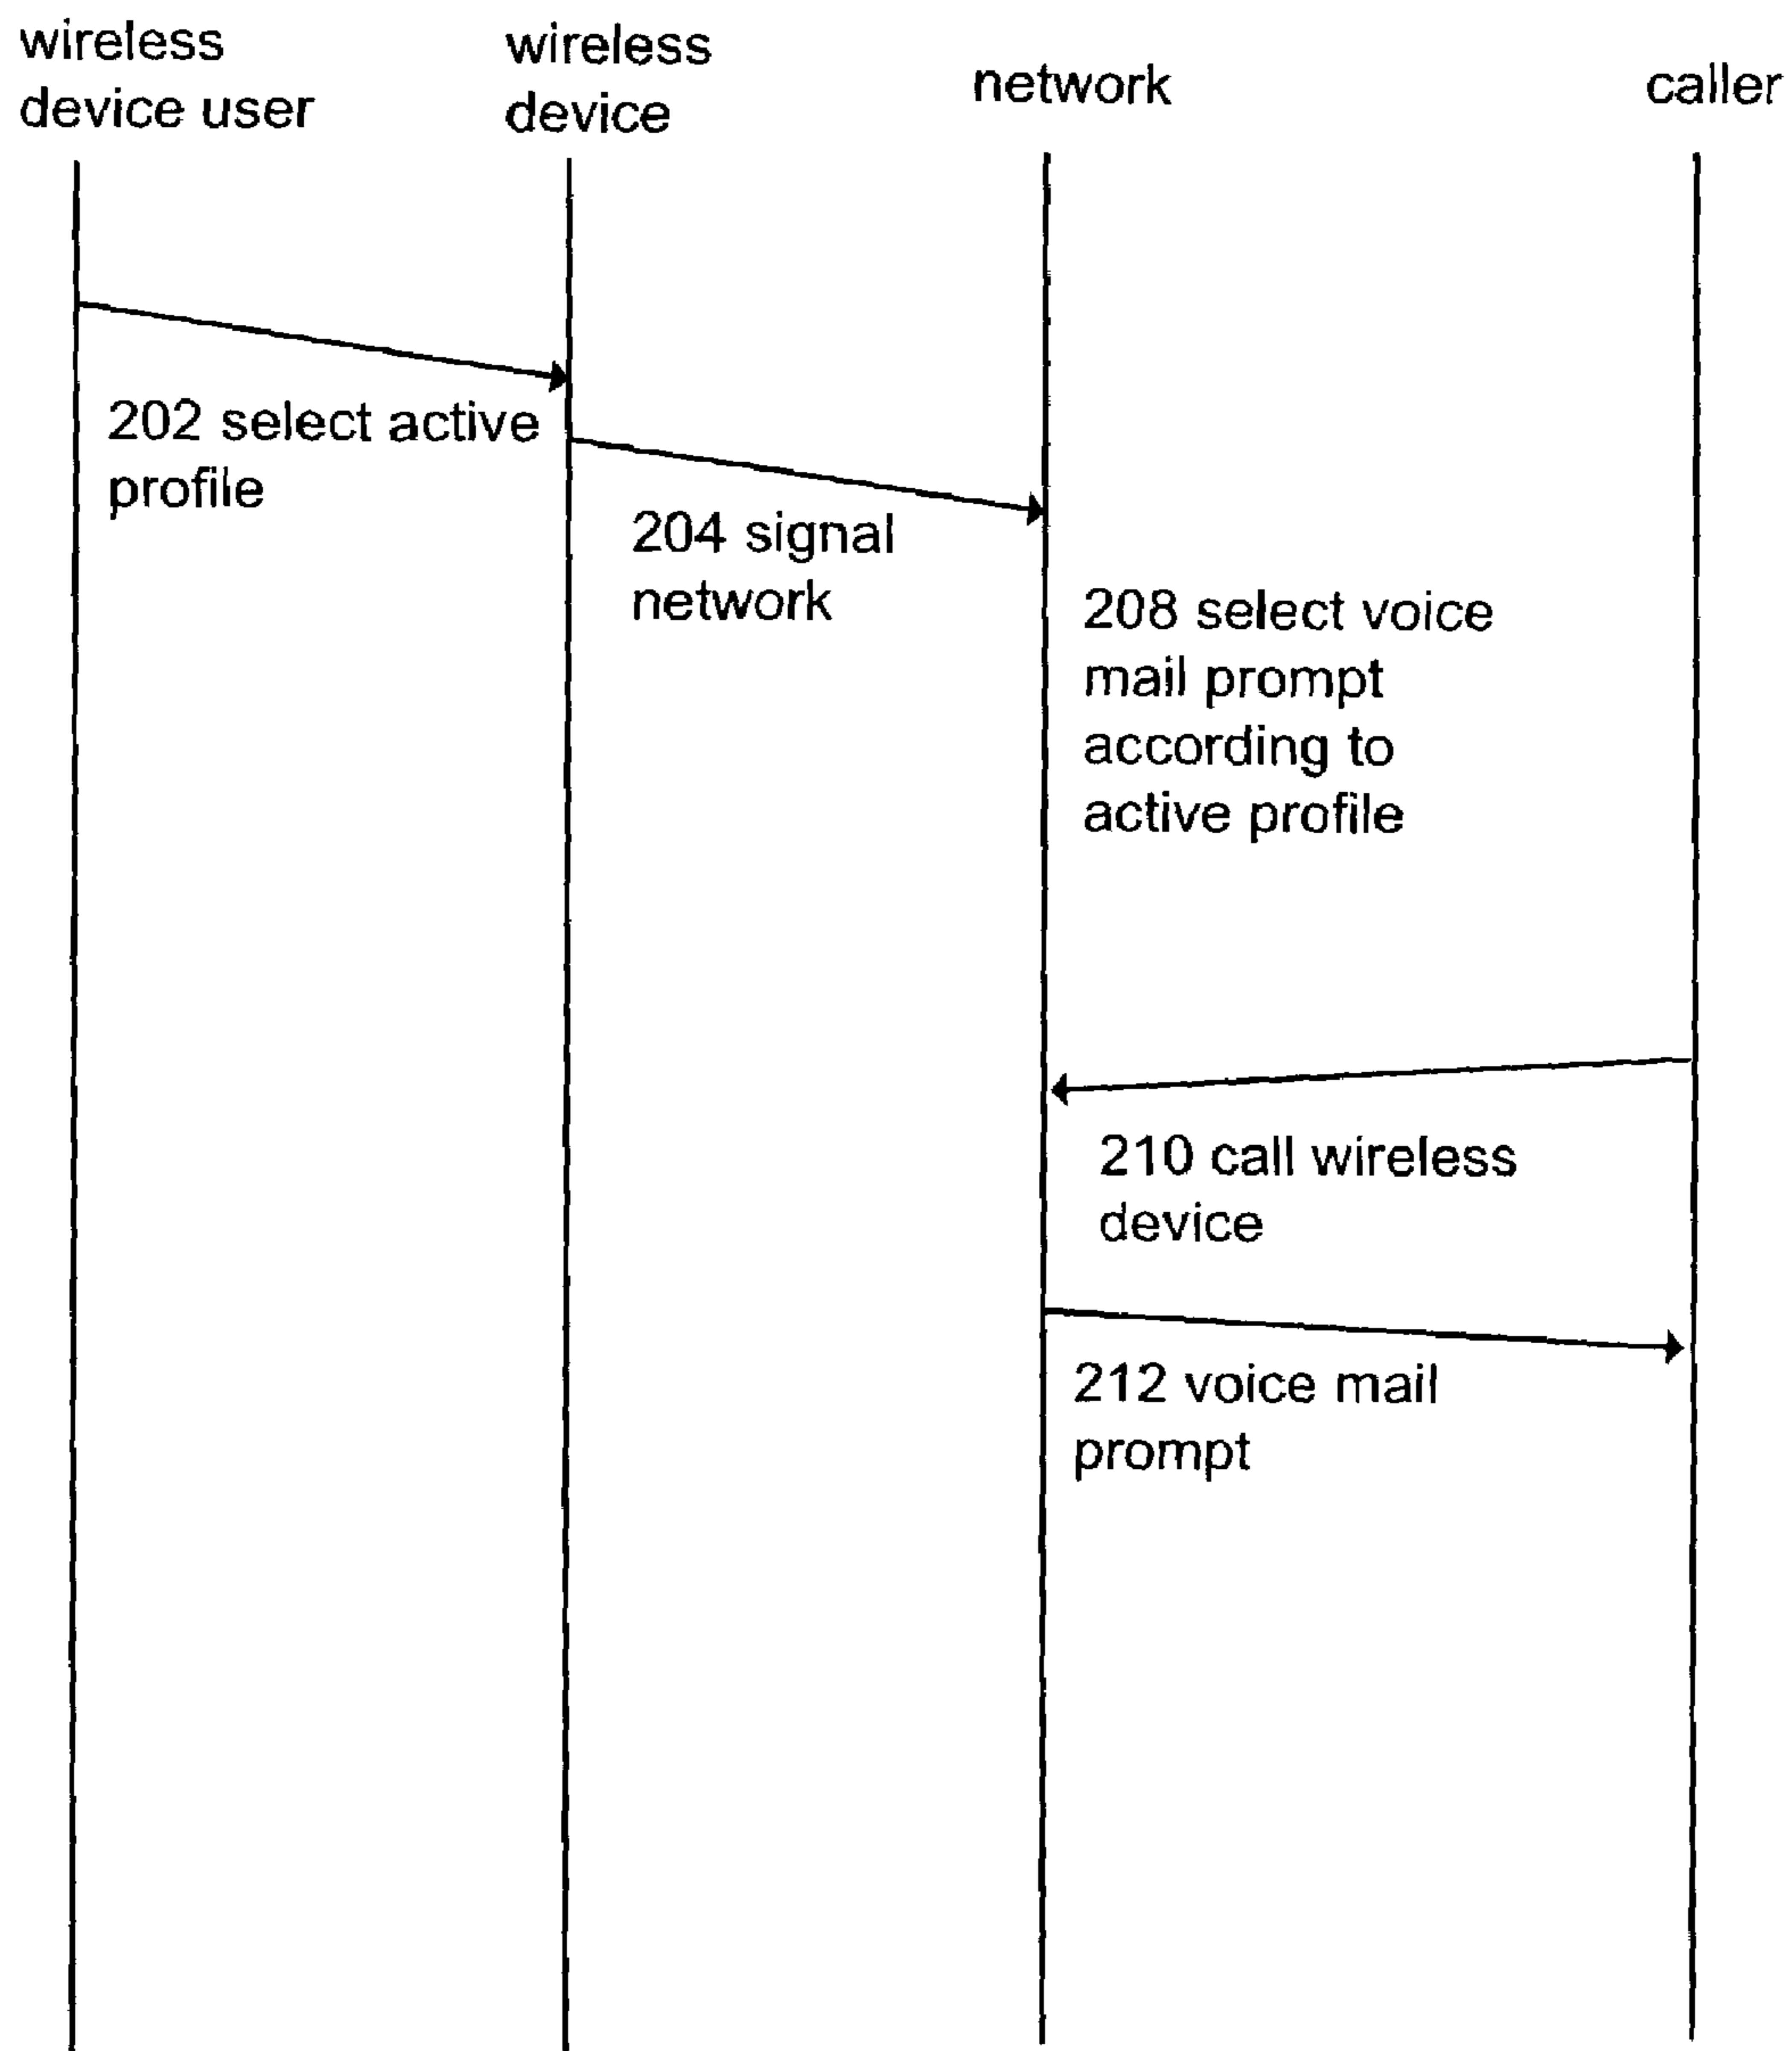 wireless
device user
wireless
device
network
caller
202 select active
profile
204 signal
network
208 select voice
mail prompt
according to
active profile
210 call wireless
device
212 voice mail
prompt